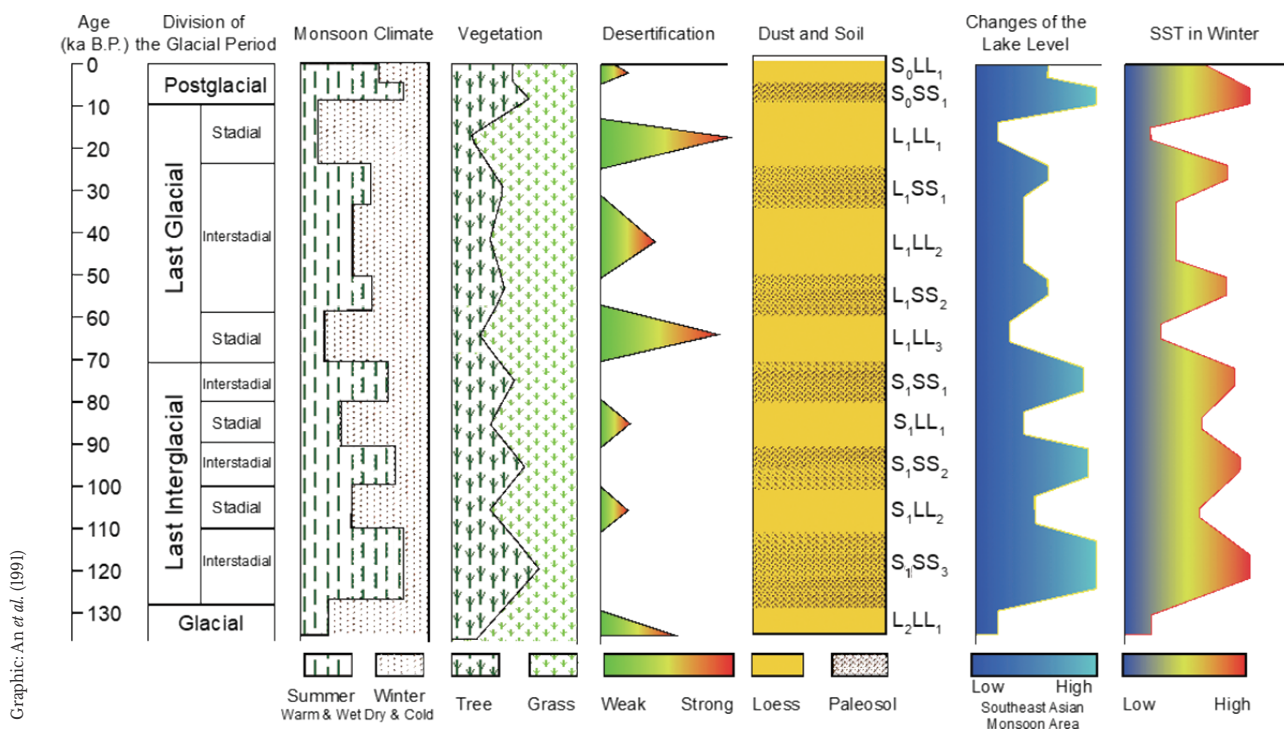 Age
(ka B.P.)
Division of
the Glacial Period
Monsoon Climate
Vegetation
Desertification
Dust and Soil
Changes of the
Lake Level
SST in Winter
0
10
20
30
40
50
60
70
80
90
100
110
120
130
Postglacial
Last Glacial
Stadial
Interstadial
Stadial
Last Interglacial
Interstadial
Stadial
Interstadial
Stadial
Interstadial
Glacial
S₀LL₁
S₀SS₁
L₁LL₁
L₁SS₁
L₁LL₂
L₁SS₂
L₁LL₃
S₁SS₁
S₁LL₁
S₁SS₂
S₁LL₂
S₁SS₃
L₂LL₁
Summer
Warm & Wet
Winter
Dry & Cold
Tree
Grass
Weak
Strong
Loess
Paleosol
Low
High
Southeast Asian
Monsoon Area
Low
High
Graphic: An et al. (1991)